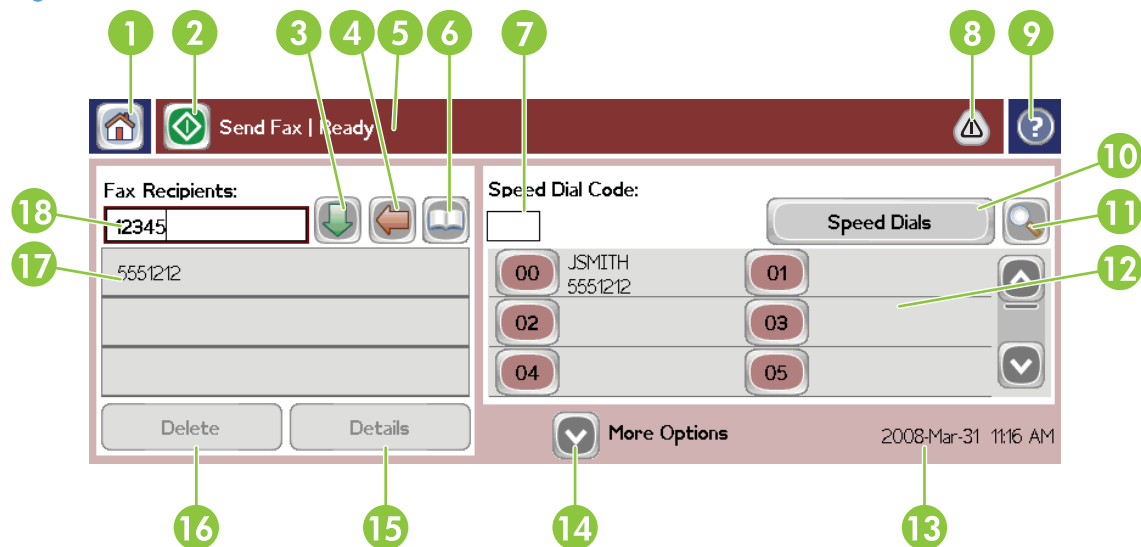 1 2 3 4 5 6 7 8 9
Send Fax | Ready
10
Fax Recipients:
Speed Dial Code:
18
12345
Speed Dials
11
17
5551212
00 JSMITH 01
5551212
12
02 03
04 05
Delete Details
More Options
2008-Mar-31 11:16 AM
16 15 14 13